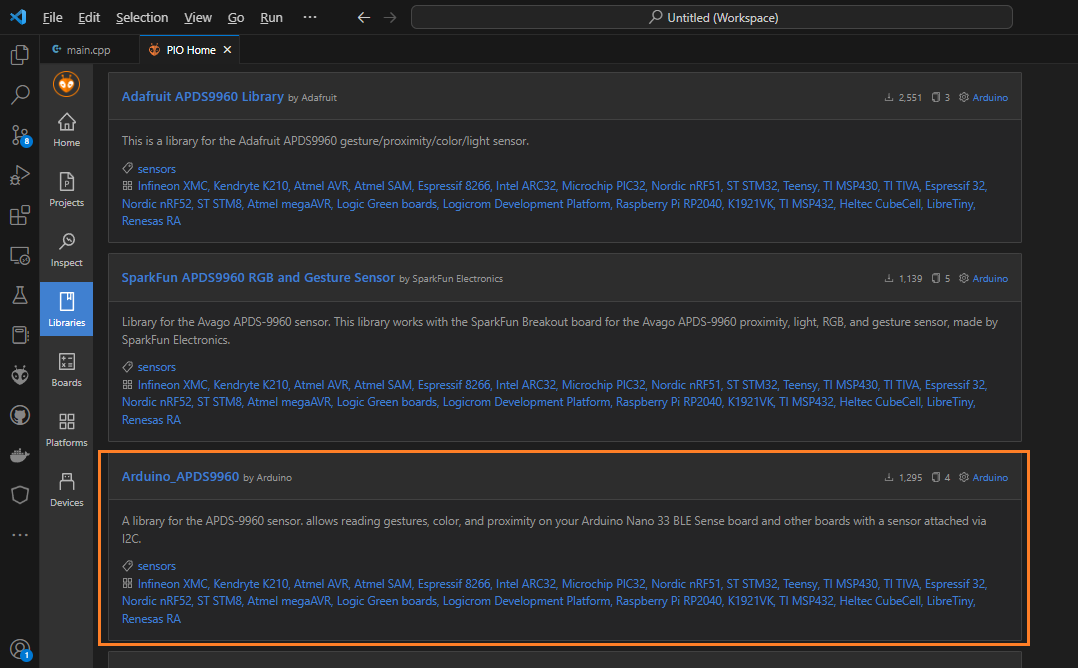 File Edit Selection View Go Run ··· Untitled (Workspace)
main.cpp PIO Home
Home
Projects
Inspect
Libraries
Boards
Platforms
Devices
8
1
Adafruit APDS9960 Library by Adafruit 2,551 3 Arduino
This is a library for the Adafruit APDS9960 gesture/proximity/color/light sensor.
sensors
Infineon XMC, Kendryte K210, Atmel AVR, Atmel SAM, Espressif 8266, Intel ARC32, Microchip PIC32, Nordic nRF51, ST STM32, Teensy, TI MSP430, TI TIVA, Espressif 32,
Nordic nRF52, ST STM8, Atmel megaAVR, Logic Green boards, Logicrom Development Platform, Raspberry Pi RP2040, K1921VK, TI MSP432, Heltec CubeCell, LibreTiny,
Renesas RA
SparkFun APDS9960 RGB and Gesture Sensor by SparkFun Electronics 1,139 5 Arduino
Library for the Avago APDS-9960 sensor. This library works with the SparkFun Breakout board for the Avago APDS-9960 proximity, light, RGB, and gesture sensor, made by
SparkFun Electronics.
sensors
Infineon XMC, Kendryte K210, Atmel AVR, Atmel SAM, Espressif 8266, Intel ARC32, Microchip PIC32, Nordic nRF51, ST STM32, Teensy, TI MSP430, TI TIVA, Espressif 32,
Nordic nRF52, ST STM8, Atmel megaAVR, Logic Green boards, Logicrom Development Platform, Raspberry Pi RP2040, K1921VK, TI MSP432, Heltec CubeCell, LibreTiny,
Renesas RA
Arduino_APDS9960 by Arduino 1,295 4 Arduino
A library for the APDS-9960 sensor. allows reading gestures, color, and proximity on your Arduino Nano 33 BLE Sense board and other boards with a sensor attached via
I2C.
sensors
Infineon XMC, Kendryte K210, Atmel AVR, Atmel SAM, Espressif 8266, Intel ARC32, Microchip PIC32, Nordic nRF51, ST STM32, Teensy, TI MSP430, TI TIVA, Espressif 32,
Nordic nRF52, ST STM8, Atmel megaAVR, Logic Green boards, Logicrom Development Platform, Raspberry Pi RP2040, K1921VK, TI MSP432, Heltec CubeCell, LibreTiny,
Renesas RA